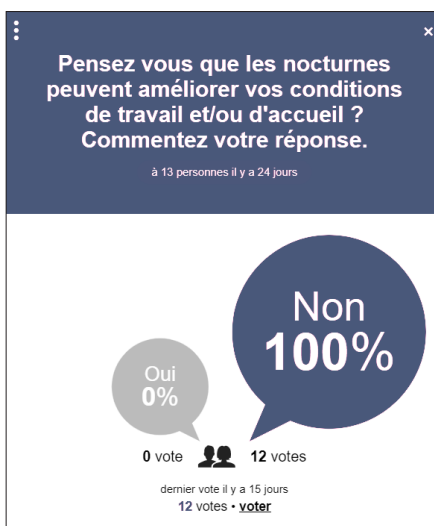 ×
Pensez vous que les nocturnes
peuvent améliorer vos conditions
de travail et/ou d'accueil ?
Commentez votre réponse.
à 13 personnes il y a 24 jours
Non
100%
Oui
0%
0 vote 12 votes
dernier vote il y a 15 jours
12 votes • voter